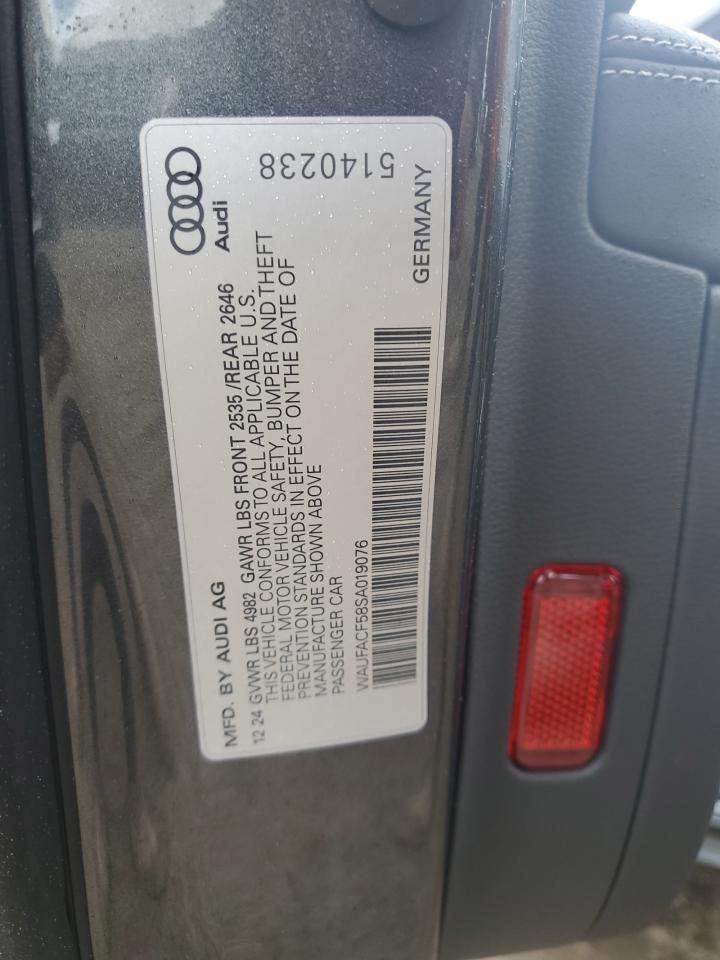 Audi
5140238
MFD. BY AUDI AG
GERMANY
12 24 GVWR LBS 4982 GAWR LBS FRONT 2535 /REAR 2646
THIS VEHICLE CONFORMS TO ALL APPLICABLE U.S.
FEDERAL MOTOR VEHICLE SAFETY, BUMPER AND THEFT
PREVENTION STANDARDS IN EFFECT ON THE DATE OF
MANUFACTURE SHOWN ABOVE
PASSENGER CAR
WAUFACF58SA019076